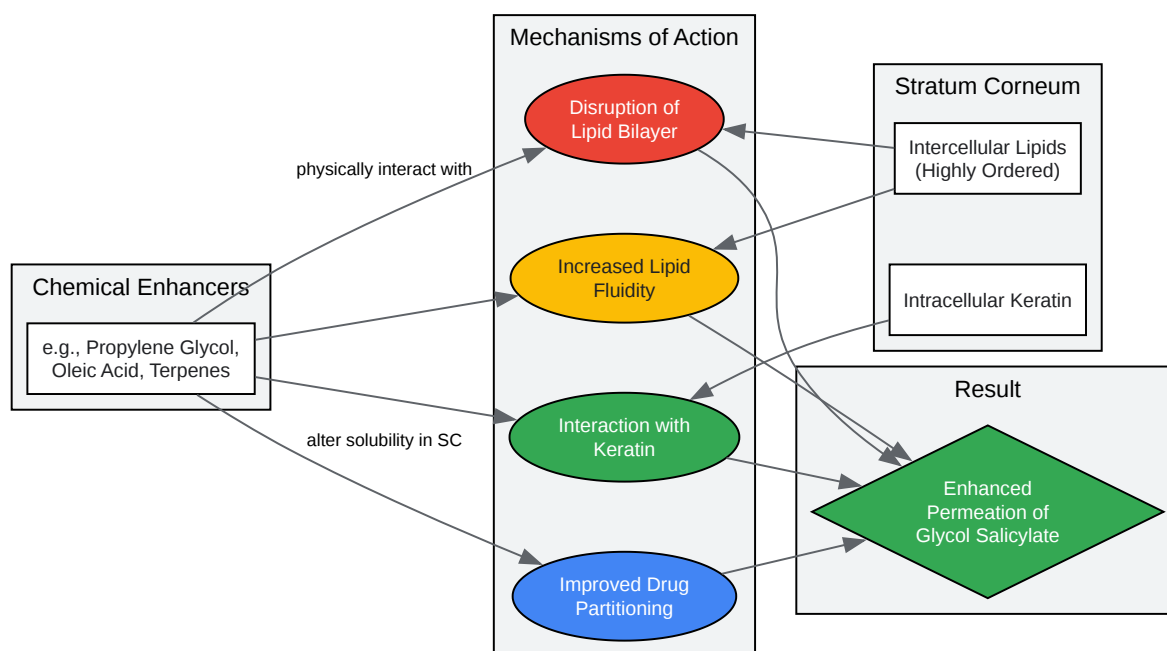 Mechanisms of Action
Disruption of
Lipid Bilayer
Stratum Corneum
Intercellular Lipids
(Highly Ordered)
physically interact with
Increased Lipid
Fluidity
Chemical Enhancers
Intracellular Keratin
e.g., Propylene Glycol,
Oleic Acid, Terpenes
Result
Interaction with
Keratin
alter solubility in SC
Enhanced
Permeation of
Glycol Salicylate
Improved Drug
Partitioning